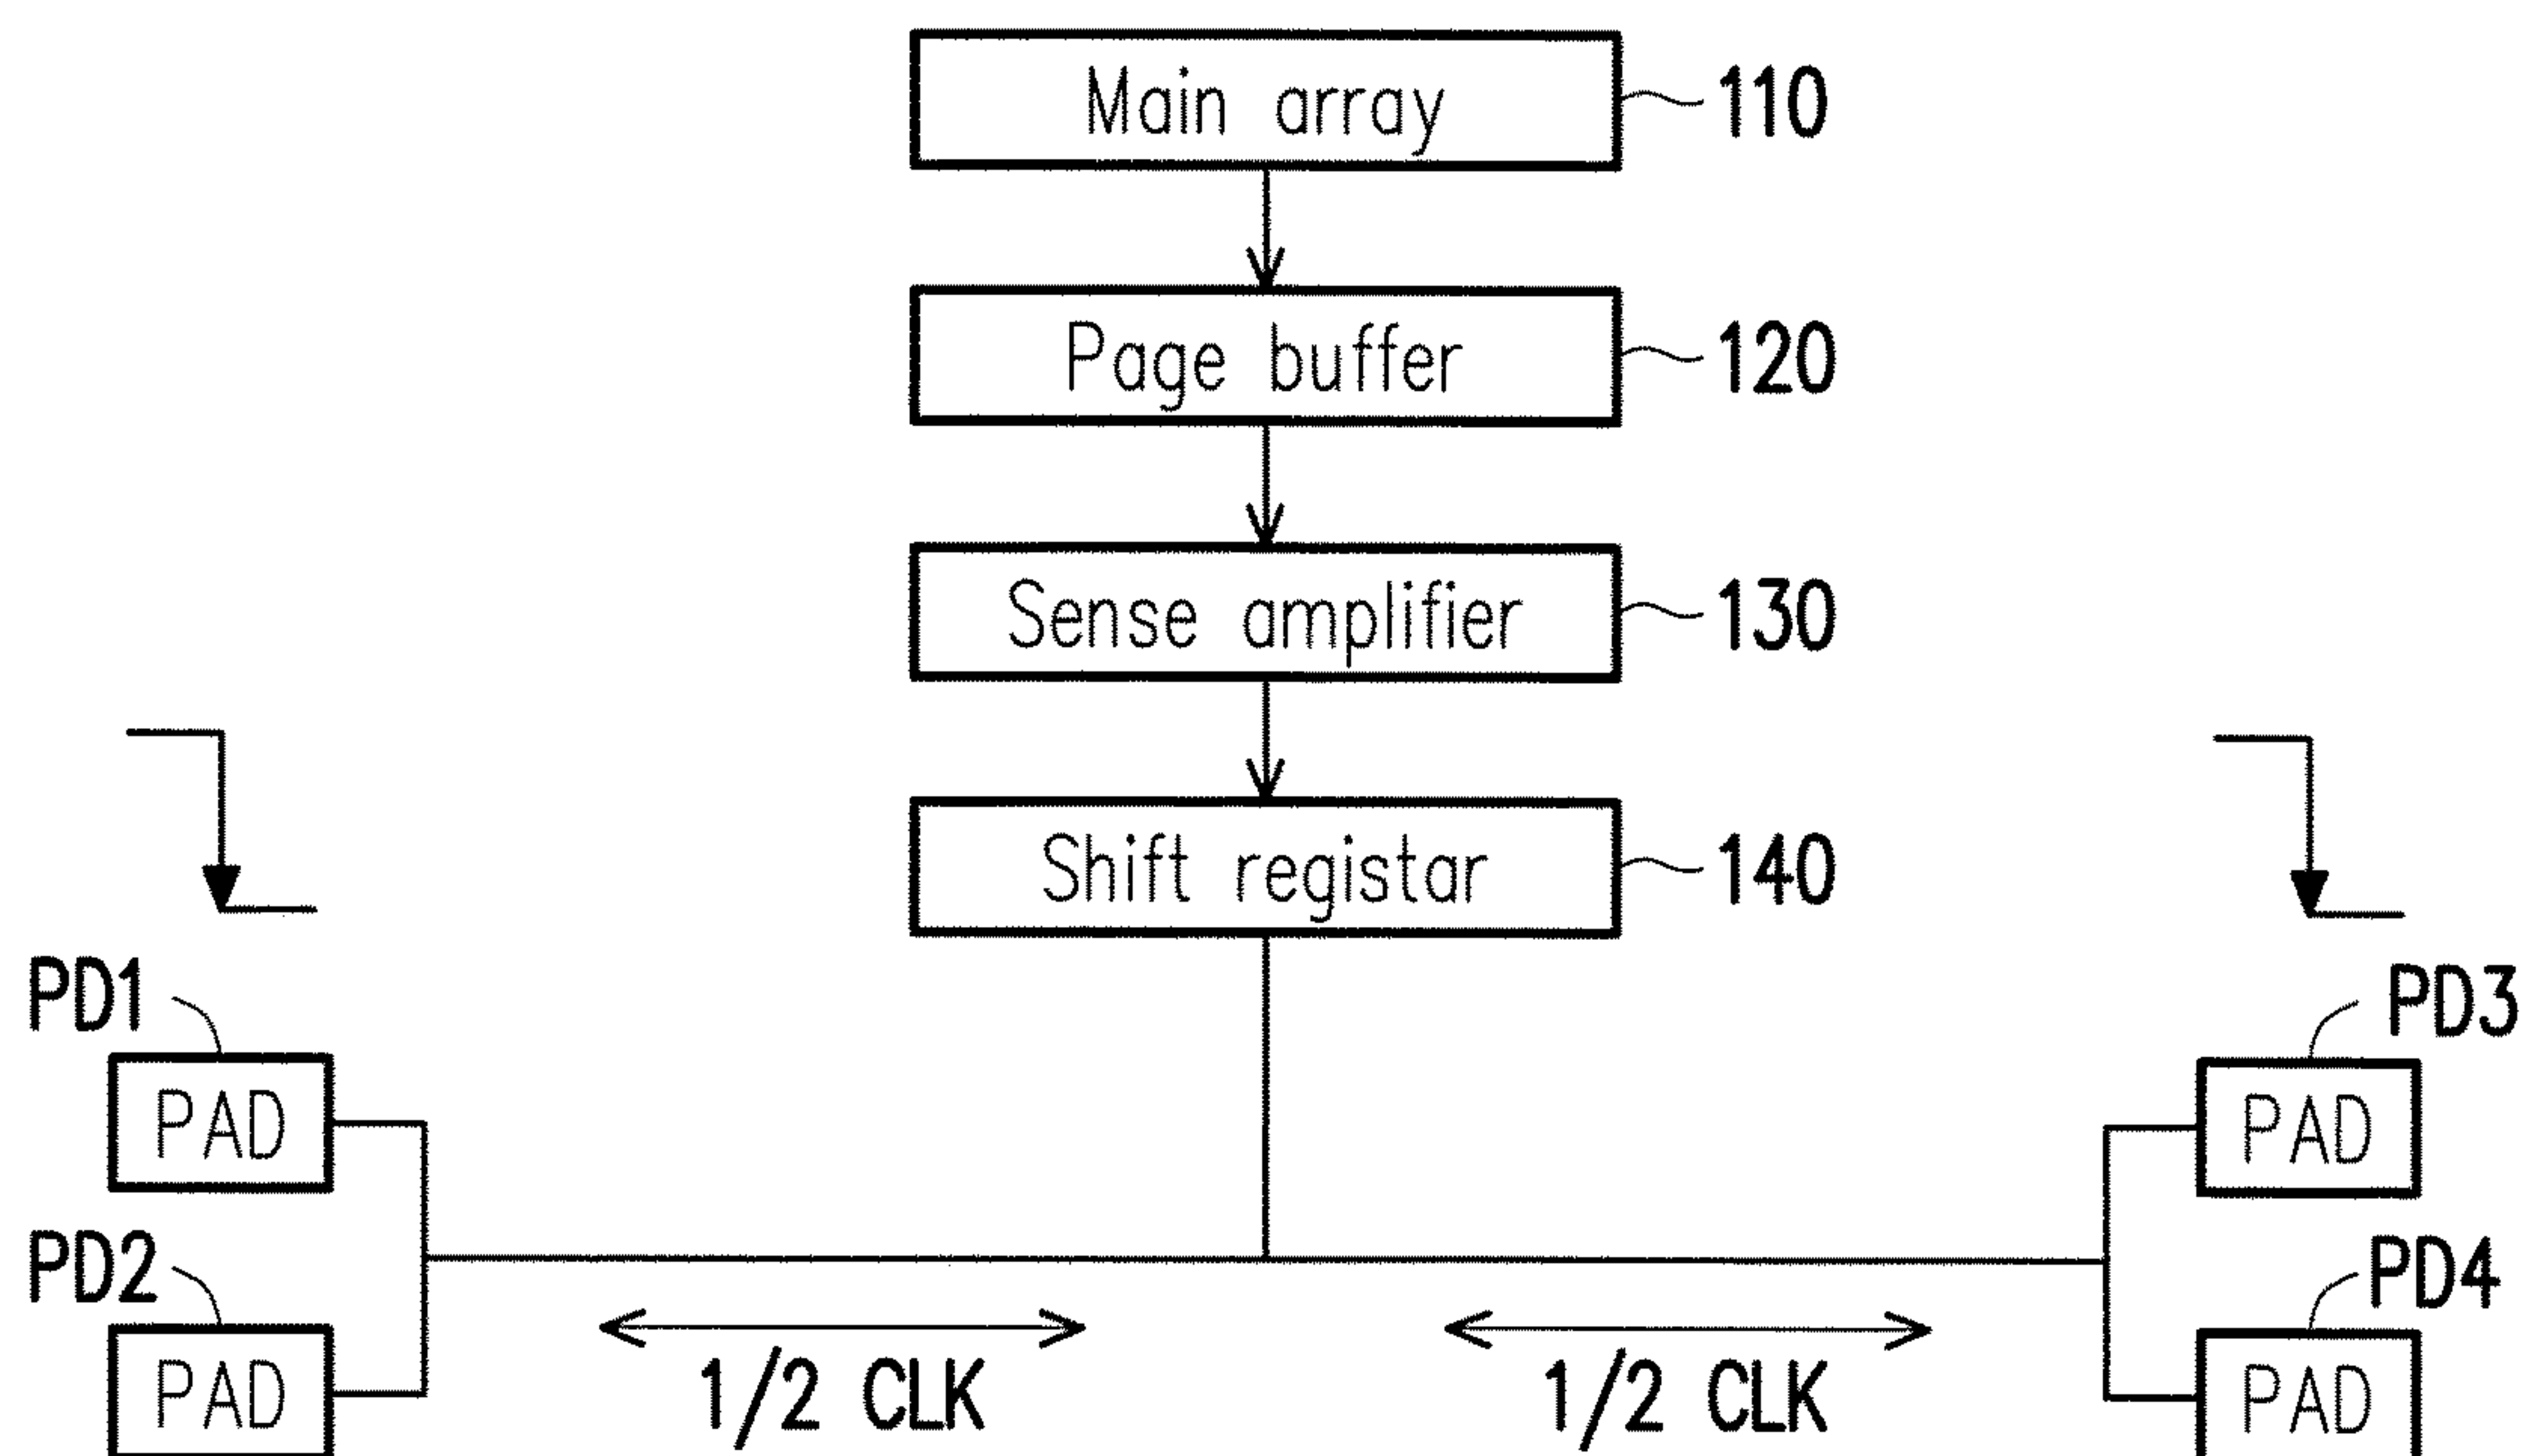 Main array 110
Page buffer 120
Sense amplifier 130
Shift registar 140
PD1
PD3
PAD
PAD
PD2
PD4
PAD
PAD
1/2 CLK
1/2 CLK